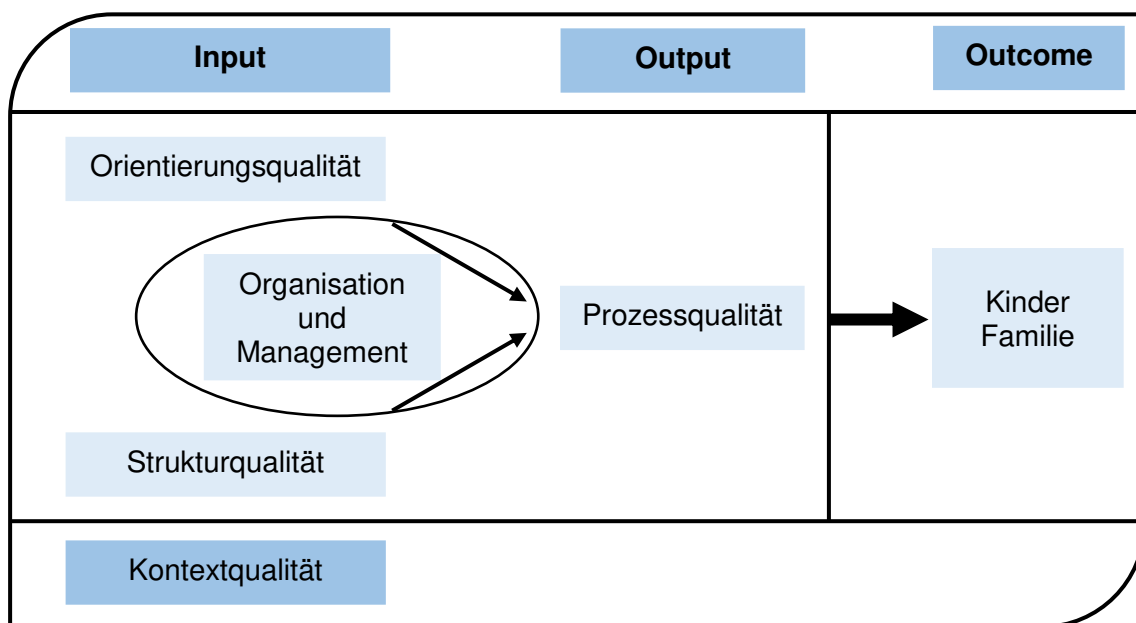 Input
Output
Outcome
Orientierungsqualität
Organisation
und
Management
Prozessqualität
Kinder
Familie
Strukturqualität
Kontextqualität